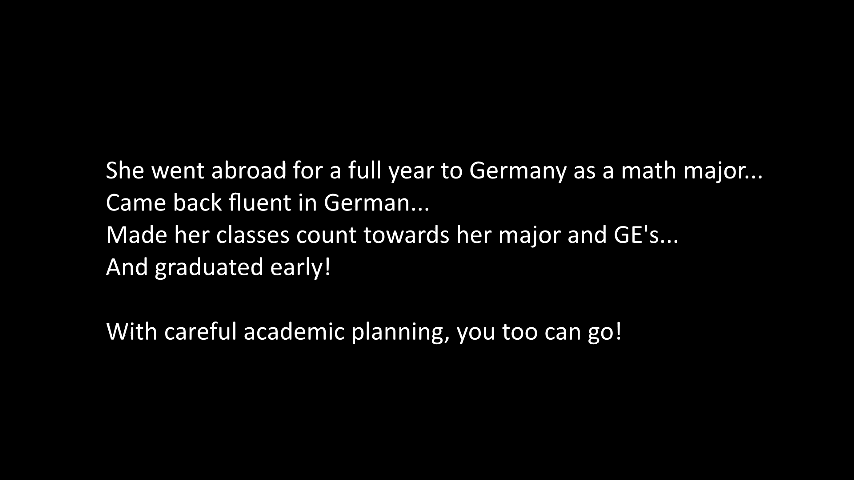 She went abroad for a full year to Germany as a math major...
Came back fluent in German...
Made her classes count towards her major and GE's...
And graduated early!
With careful academic planning, you too can go!